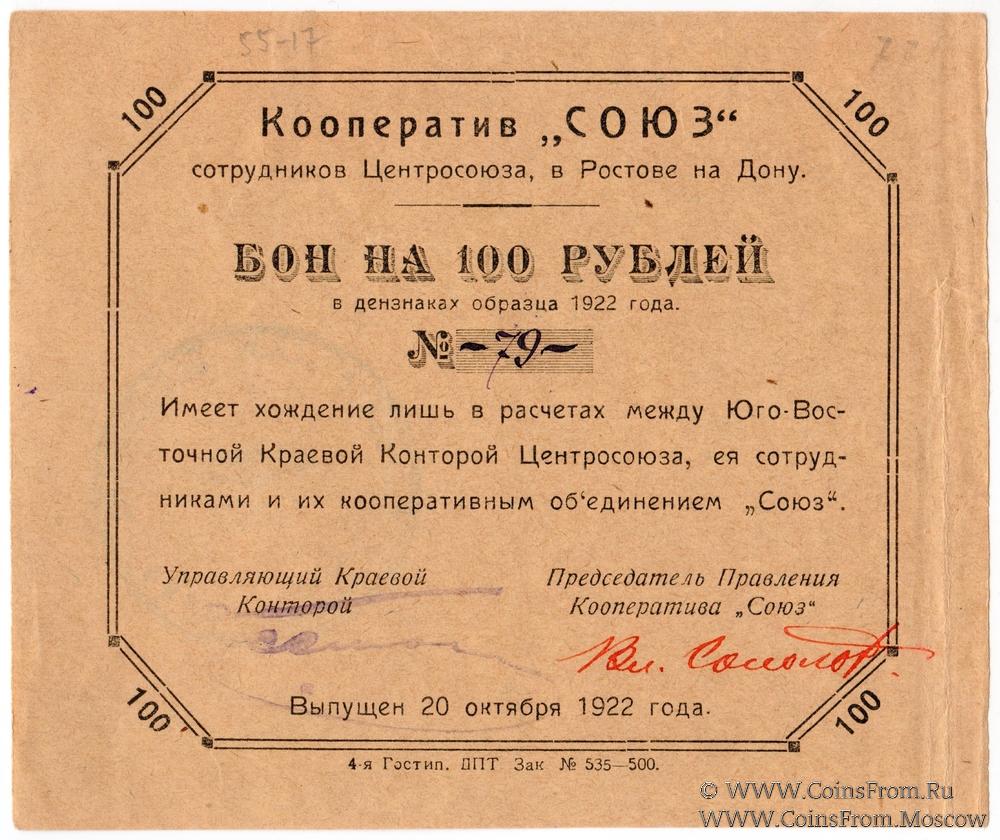 55-17
100
100
Кооператив „СОЮЗ“
сотрудников Центросоюза, в Ростове на Дону.
БОН НА 100 РУБЛЕЙ
в дензнаках образца 1922 года.
№ -79-
Имеет хождение лишь в расчетах между Юго-Вос-
точной Краевой Конторой Центросоюза, ея сотруд-
никами и их кооперативным об‘единением „Союз“.
Управляющий Краевой
Конторой
Председатель Правления
Кооператива „Союз“
Вл.
Выпущен 20 октября 1922 года.
100
100
4-я Гостип. ДПТ Зак № 535—500.
© WWW.CoinsFrom.Ru
WWW.CoinsFrom.Moscow